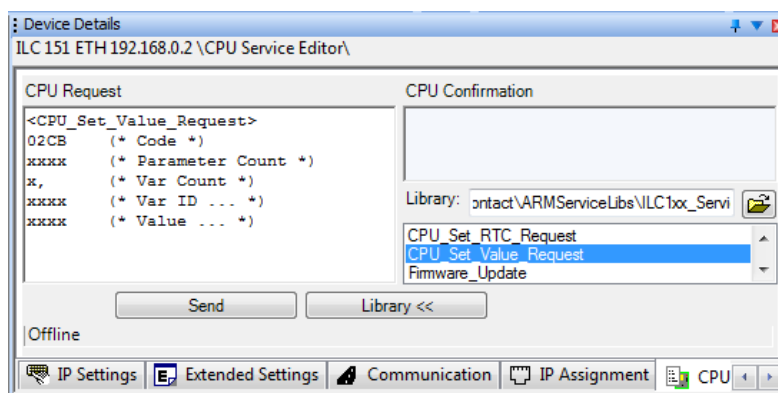 Device Details
ILC 151 ETH 192.168.0.2 \CPU Service Editor\
CPU Request
<CPU_Set_Value_Request>
02CB (* Code *)
xxxx (* Parameter Count *)
x, (* Var Count *)
xxxx (* Var ID ... *)
xxxx (* Value ... *)
CPU Confirmation
Library: ontact\ARMServiceLibs\ILC1xx_Servi
CPU_Set_RTC_Request
CPU_Set_Value_Request
Firmware_Update
Send
Library <<
Offline
IP Settings
Extended Settings
Communication
IP Assignment
CPU